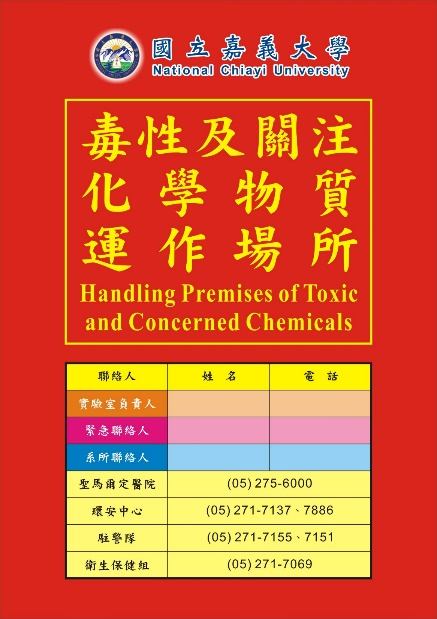 國立嘉義大學
National Chiayi University
毒性及關注
化學物質
運作場所
Handling Premises of Toxic
and Concerned Chemicals
聯絡人 姓名 電話
實驗室負責人
緊急聯絡人
系所聯絡人
聖馬爾定醫院 (05) 275-6000
環安中心 (05) 271-7137、7886
駐警隊 (05) 271-7155、7151
衛生保健組 (05) 271-7069